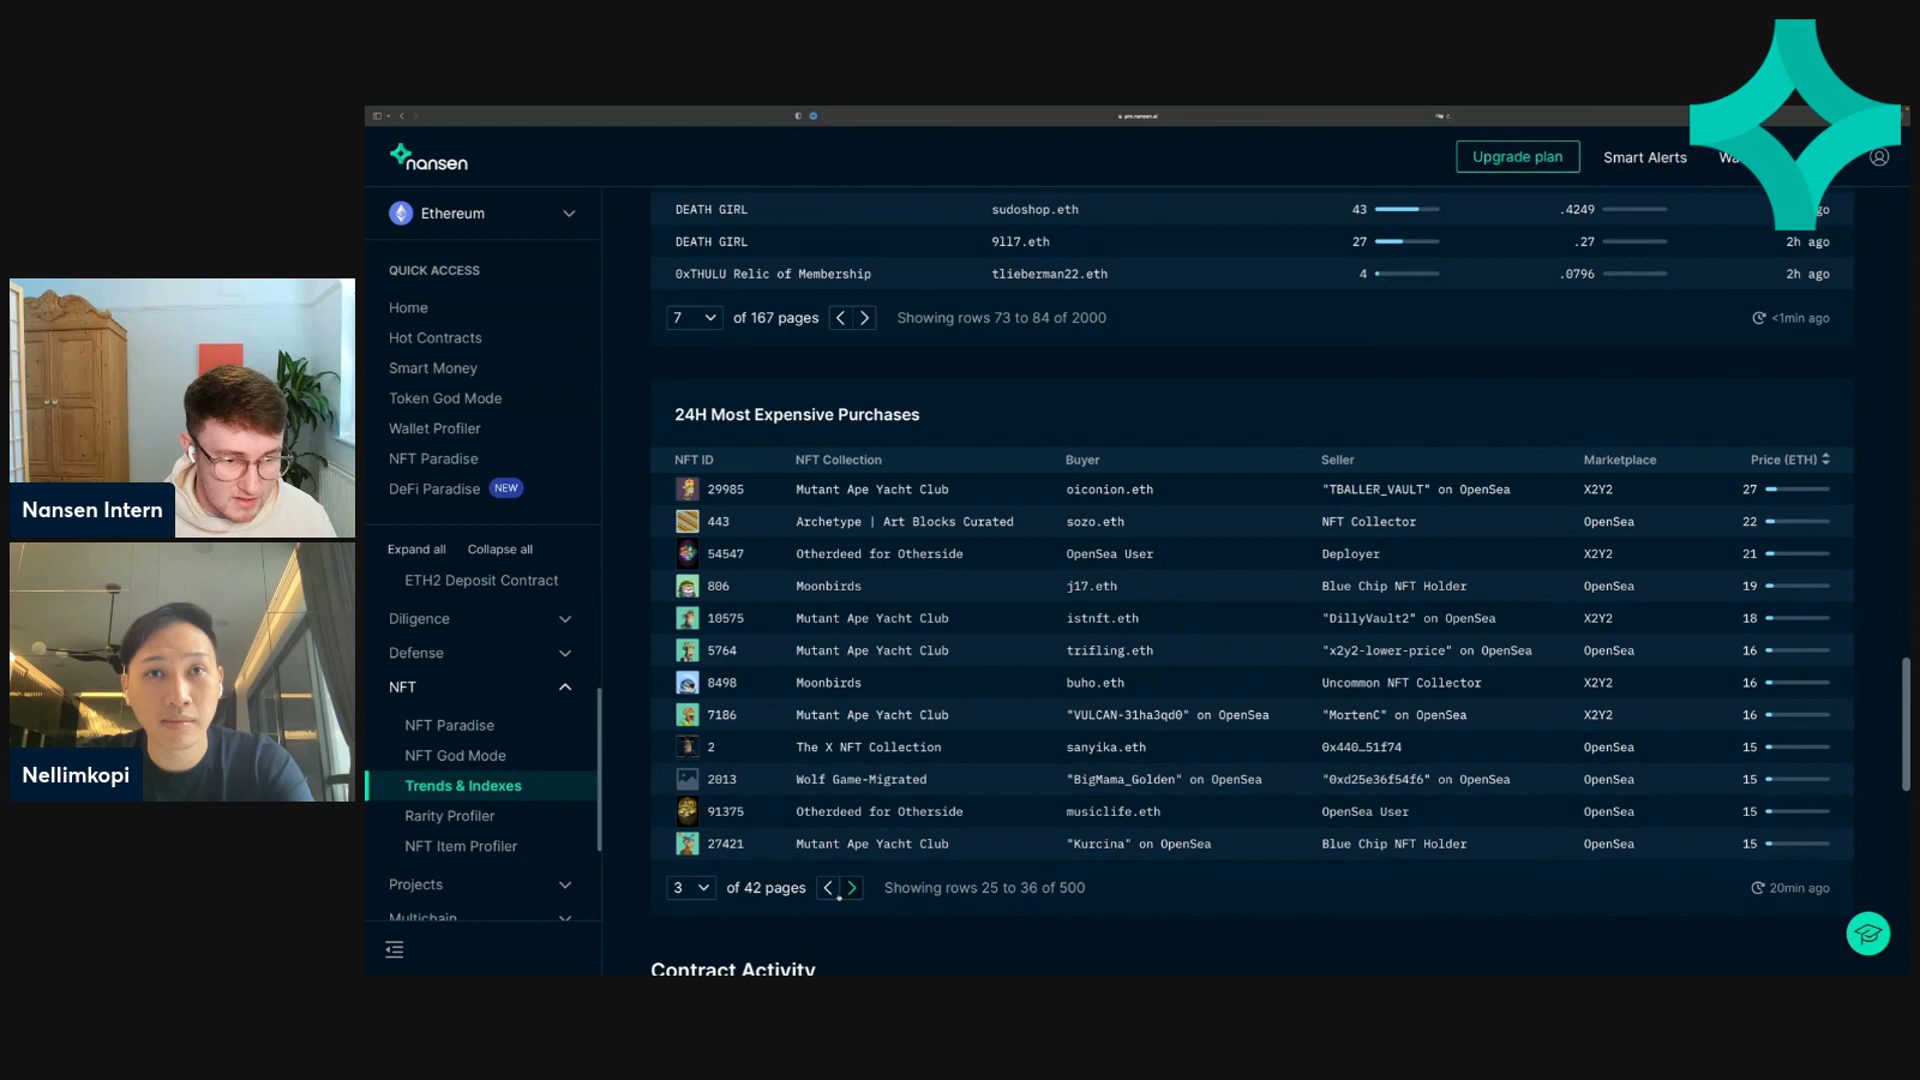 nansen
Upgrade plan
Smart Alerts
Ethereum
QUICK ACCESS
Home
Hot Contracts
Smart Money
Token God Mode
Wallet Profiler
NFT Paradise
DeFi Paradise NEW
Expand all Collapse all
ETH2 Deposit Contract
Diligence
Defense
NFT
NFT Paradise
NFT God Mode
Trends & Indexes
Rarity Profiler
NFT Item Profiler
Projects
Multichain
DEATH GIRL sudoshop.eth 43 .4249 ago
DEATH GIRL 9ll7.eth 27 .27 2h ago
0xTHULU Relic of Membership tlieberman22.eth 4 .0796 2h ago
7 of 167 pages Showing rows 73 to 84 of 2000 <1min ago
24H Most Expensive Purchases
NFT ID NFT Collection Buyer Seller Marketplace Price (ETH)
29985 Mutant Ape Yacht Club oiconion.eth "TBALLER_VAULT" on OpenSea X2Y2 27
443 Archetype | Art Blocks Curated sozo.eth NFT Collector OpenSea 22
54547 Otherdeed for Otherside OpenSea User Deployer X2Y2 21
806 Moonbirds j17.eth Blue Chip NFT Holder OpenSea 19
10575 Mutant Ape Yacht Club istnft.eth "DillyVault2" on OpenSea X2Y2 18
5764 Mutant Ape Yacht Club trifling.eth "x2y2-lower-price" on OpenSea OpenSea 16
8498 Moonbirds buho.eth Uncommon NFT Collector X2Y2 16
7186 Mutant Ape Yacht Club "VULCAN-31ha3qd0" on OpenSea "MortenC" on OpenSea X2Y2 16
2 The X NFT Collection sanyika.eth 0x440…51f74 OpenSea 15
2013 Wolf Game-Migrated "BigMama_Golden" on OpenSea "0xd25e36f54f6" on OpenSea OpenSea 15
91375 Otherdeed for Otherside musiclife.eth OpenSea User OpenSea 15
27421 Mutant Ape Yacht Club "Kurcina" on OpenSea Blue Chip NFT Holder OpenSea 15
3 of 42 pages Showing rows 25 to 36 of 500 20min ago
Contract Activity
Nansen Intern
Nellimkopi